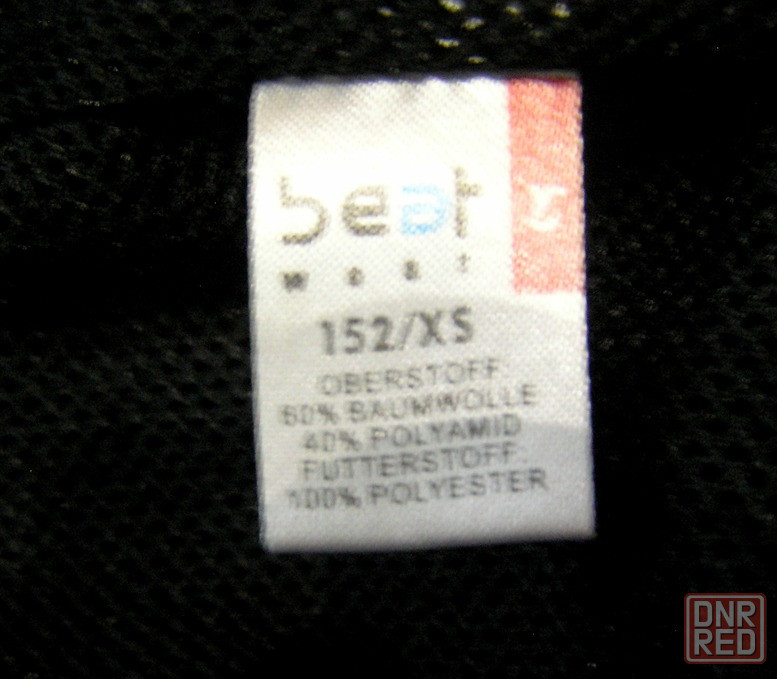 beat
west
152/XS
OBERSTOFF
60% BAUMWOLLE
40% POLYAMID
FUTTERSTOFF
100% POLYESTER
DNR
RED